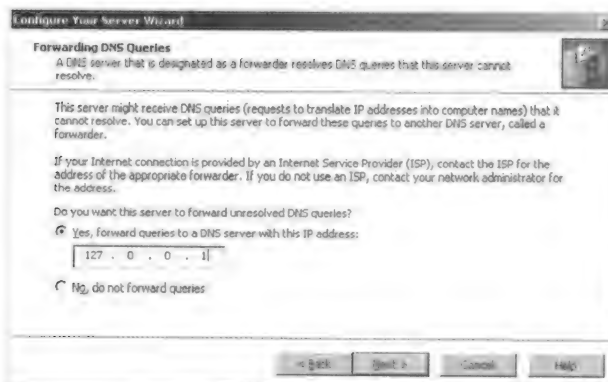 Configure Your Server Wizard
Forwarding DNS Queries
A DNS server that is designated as a forwarder resolves DNS queries that this server cannot
resolve.
This server might receive DNS queries (requests to translate IP addresses into computer names) that it
cannot resolve. You can set up this server to forward these queries to another DNS server, called a
forwarder.
If your Internet connection is provided by an Internet Service Provider (ISP), contact the ISP for the
address of the appropriate forwarder. If you do not use an ISP, contact your network administrator for
the address.
Do you want this server to forward unresolved DNS queries?
Yes, forward queries to a DNS server with this IP address:
127 . 0 . 0 . 1
No, do not forward queries
< Back Next > Cancel Help